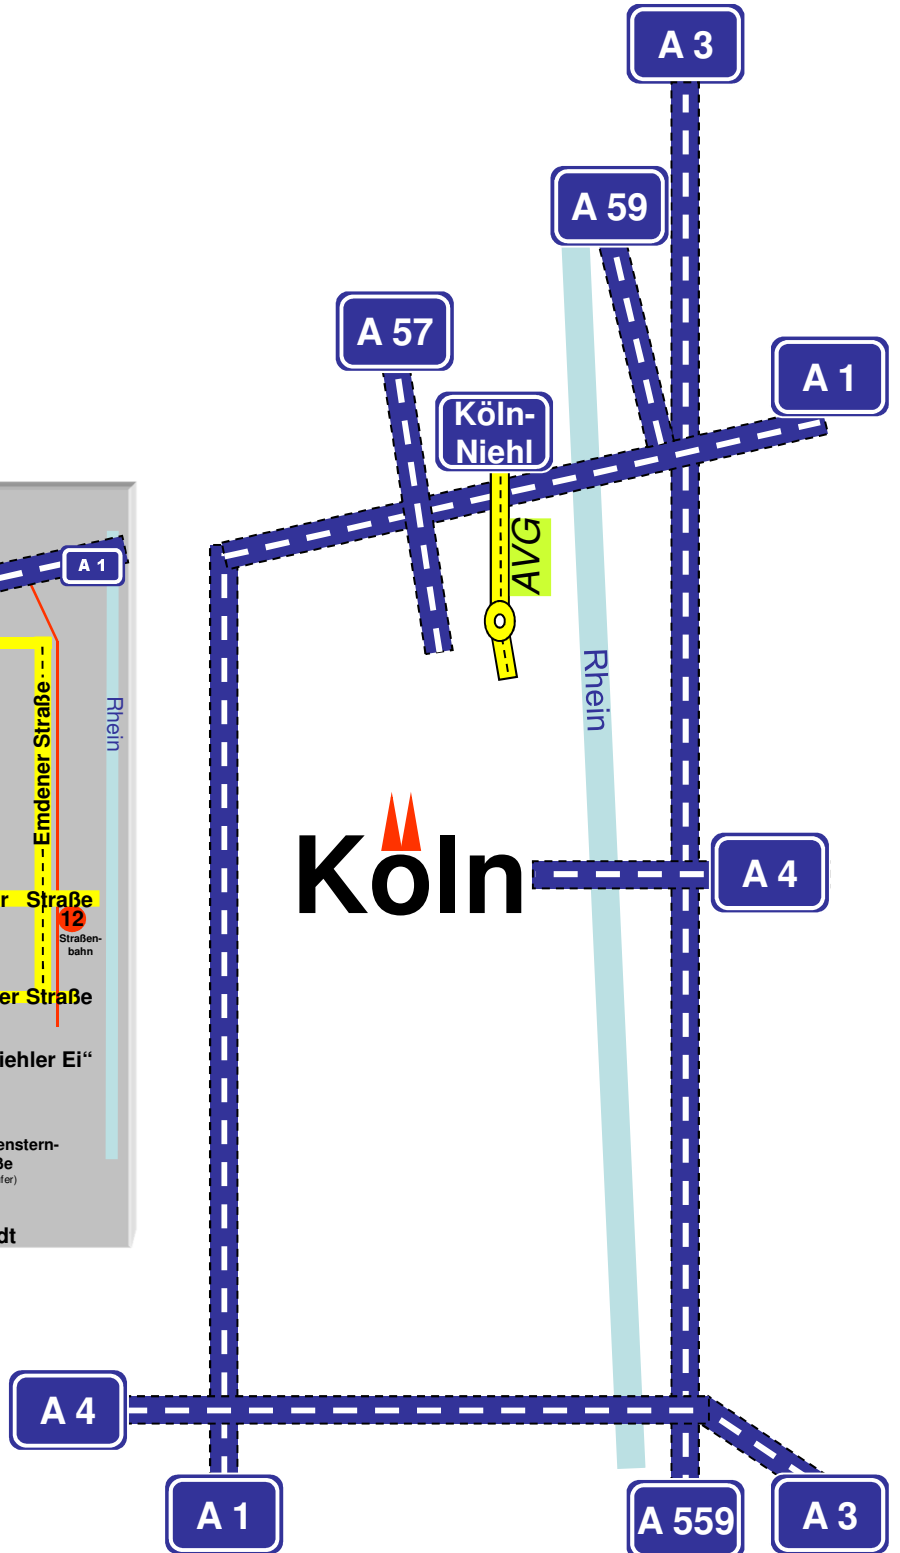 A 3
A 59
A 57
A 1
Köln-
Niehl
AVG
A 1
Rhein
Rhein
Emdener Straße
Köln
A 4
r Straße
12
Straßen-
bahn
er Straße
iehler Ei“
enstern-
ße
fer)
dt
A 4
A 1
A 559
A 3